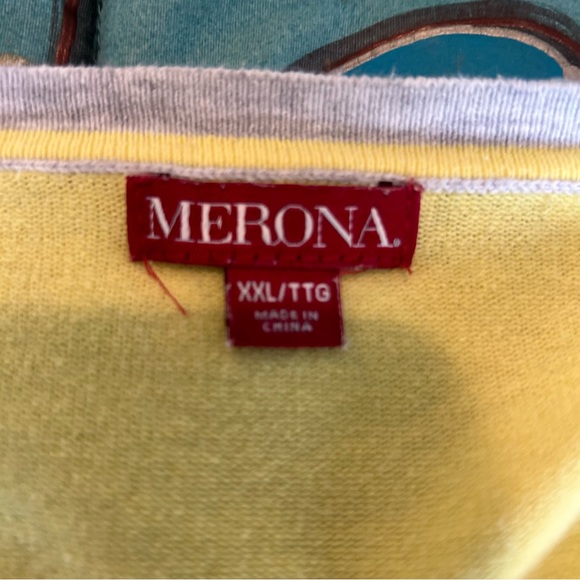 MERONA.
XXL/TTG
MADE IN
CHINA